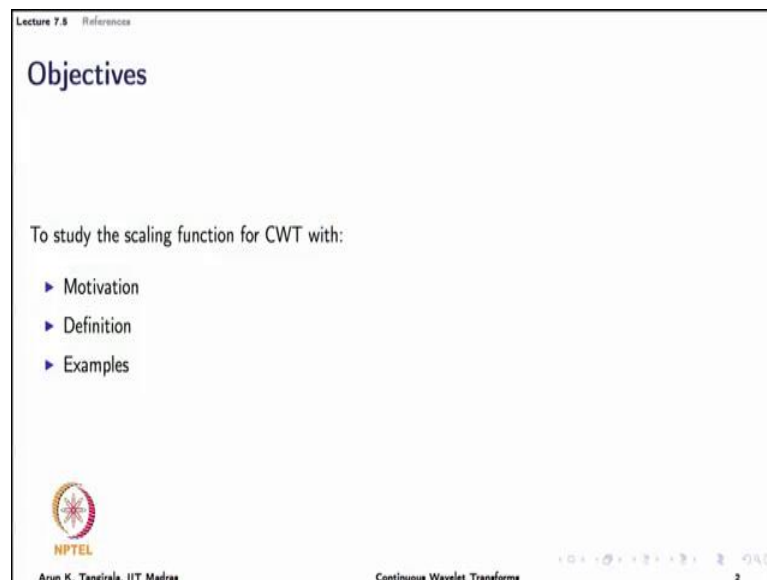 Lecture 7.5 References
Objectives
To study the scaling function for CWT with:
Motivation
Definition
Examples
NPTEL
Arun K. Tangirala, IIT Madras Continuous Wavelet Transforms 2